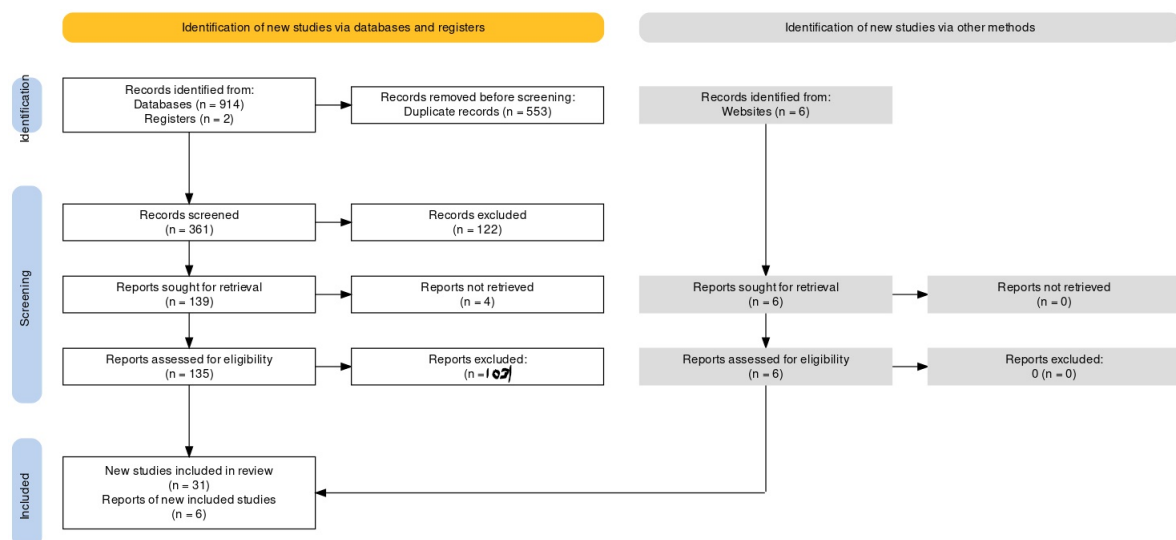 Identification of new studies via databases and registers
Identification of new studies via other methods
Identification
Records identified from:
Databases (n = 914)
Registers (n = 2)
Records removed before screening:
Duplicate records (n = 553)
Records identified from:
Websites (n = 6)
Screening
Records screened
(n = 361)
Records excluded
(n = 122)
Reports sought for retrieval
(n = 139)
Reports not retrieved
(n = 4)
Reports sought for retrieval
(n = 6)
Reports not retrieved
(n = 0)
Reports assessed for eligibility
(n = 135)
Reports excluded:
(n =
Reports assessed for eligibility
(n = 6)
Reports excluded:
0 (n = 0)
Included
New studies included in review
(n = 31)
Reports of new included studies
(n = 6)